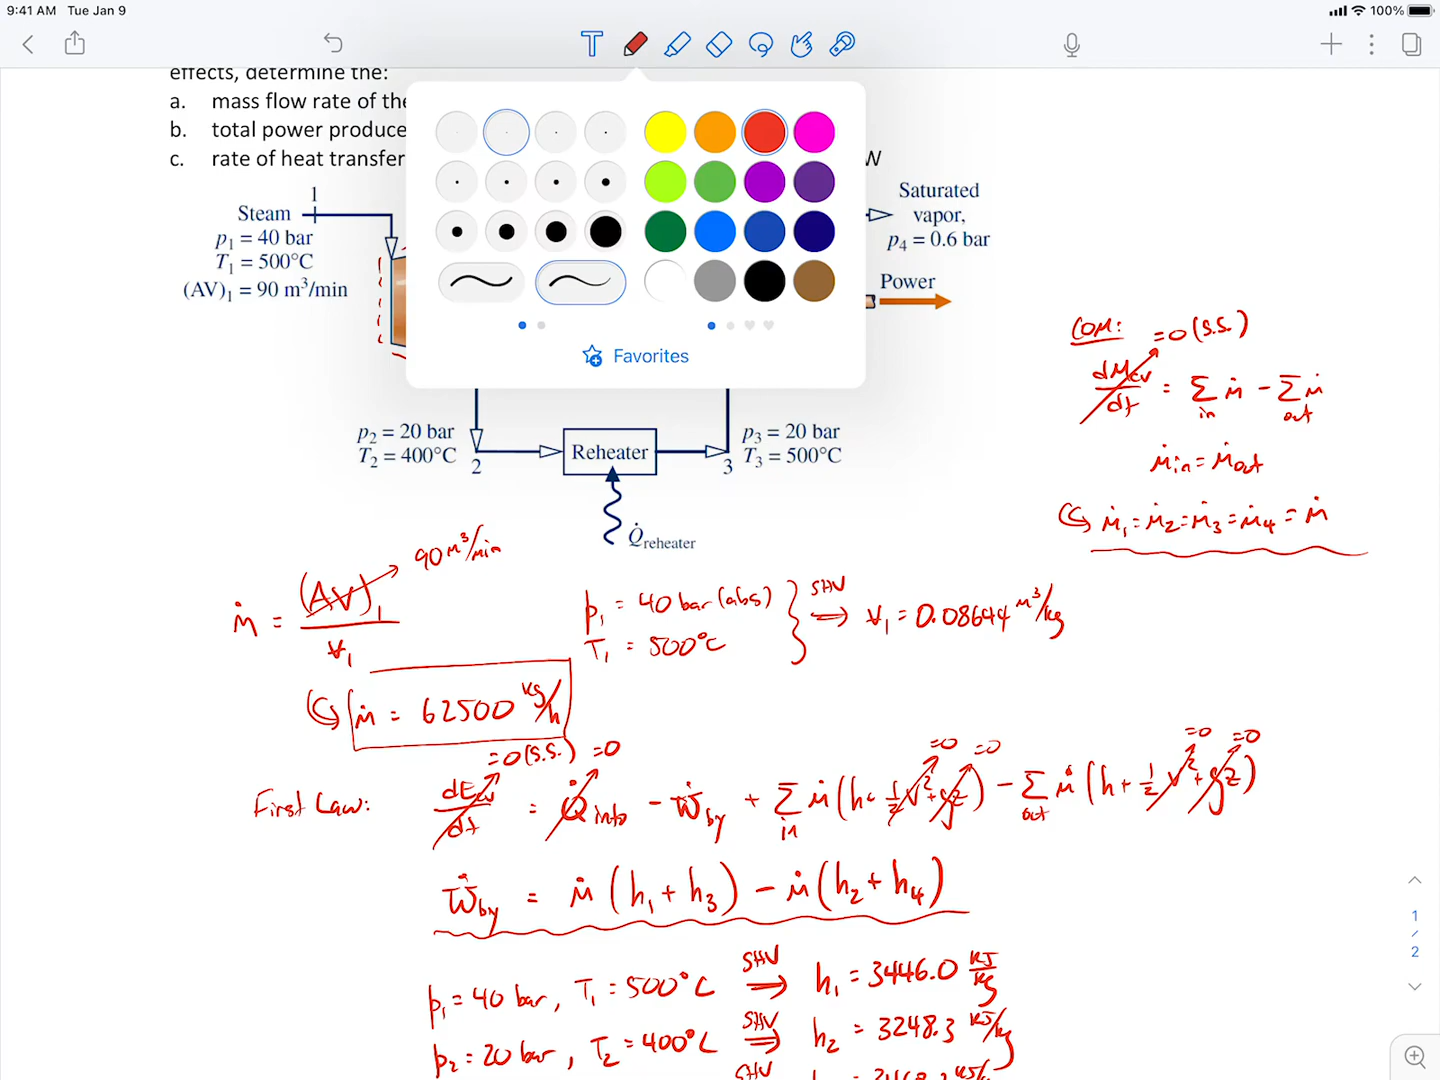 9:41 AM Tue Jan 9
100%
effects, determine the:
a. mass flow rate of the
b. total power produce
c. rate of heat transfer
W
1
Steam
p₁ = 40 bar
T₁ = 500°C
(AV)₁ = 90 m³/min
Saturated
vapor,
p₄ = 0.6 bar
Power
Favorites
p₂ = 20 bar
T₂ = 400°C
2
Reheater
3
p₃ = 20 bar
T₃ = 500°C
Q̇reheater
COM:
=0 (S.S.)
dMcv/dt = Σin ṁ - Σout ṁ
ṁin = ṁout
ṁ₁ = ṁ₂ = ṁ₃ = ṁ₄ = ṁ
90 m³/min
ṁ = (AV)₁/v₁
p₁ = 40 bar (abs)
T₁ = 500°C
SHV
⇒ v₁ = 0.08644 m³/kg
ṁ = 62500 kg/h
=0 (S.S.) =0 =0 =0 =0 =0
First Law: dEcv/dt = Q̇into - Ẇby + Σin ṁ(h + ½V² + gz) - Σout ṁ(h + ½V² + gz)
Ẇby = ṁ(h₁ + h₃) - ṁ(h₂ + h₄)
p₁ = 40 bar, T₁ = 500°C SHV ⇒ h₁ = 3446.0 kJ/kg
p₂ = 20 bar, T₂ = 400°C SHV ⇒ h₂ = 3248.3 kJ/kg
SHV
1
/
2